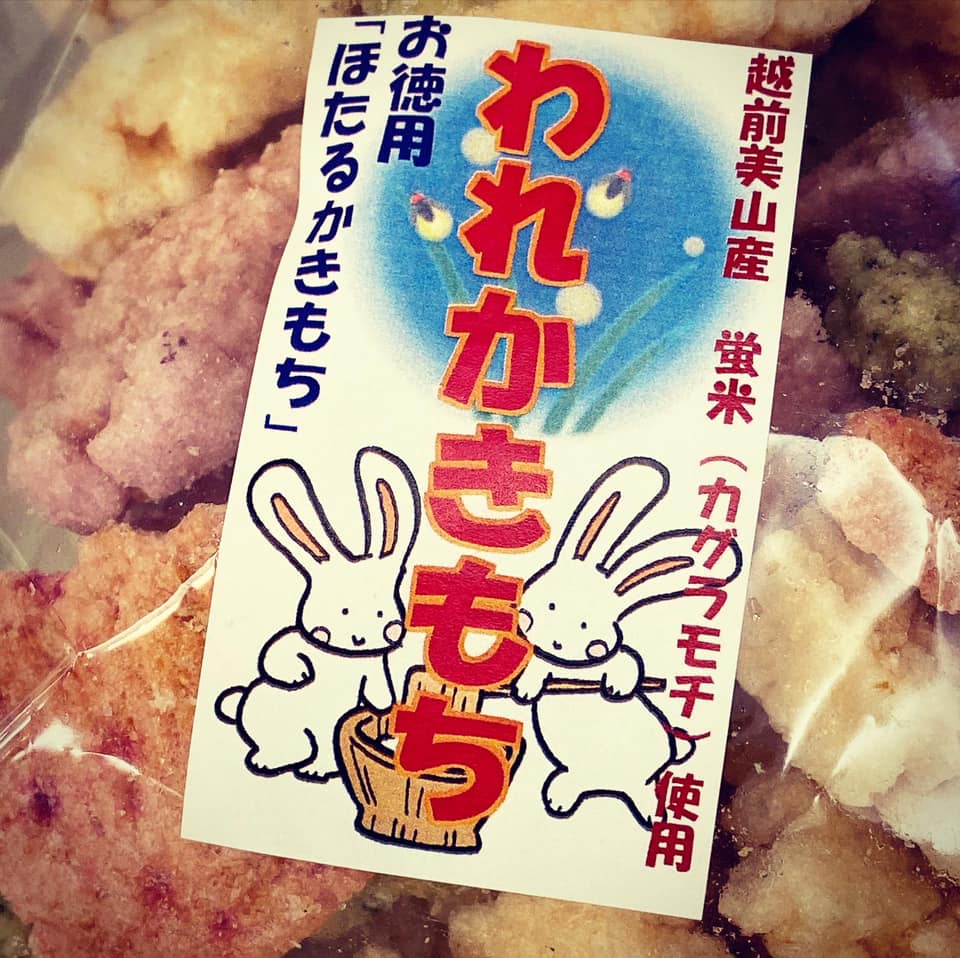 越前美山産 蛍米(カグラモチ)使用
われかきもち
お徳用
「ほたるかきもち」